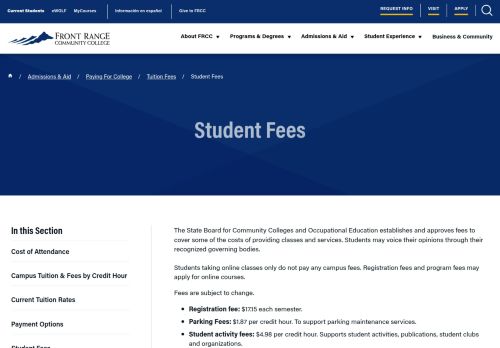 Current Students eWOLF MyCourses Información en español Give to FRCC REQUEST INFO VISIT APPLY
FRONT RANGE
COMMUNITY COLLEGE
About FRCC Programs & Degrees Admissions & Aid Student Experience Business & Community
/ Admissions & Aid / Paying For College / Tuition Fees / Student Fees
Student Fees
In this Section
Cost of Attendance
Campus Tuition & Fees by Credit Hour
Current Tuition Rates
Payment Options
Student Fees
The State Board for Community Colleges and Occupational Education establishes and approves fees to
cover some of the costs of providing classes and services. Students may voice their opinions through their
recognized governing bodies.
Students taking online classes only do not pay any campus fees. Registration fees and program fees may
apply for online courses.
Fees are subject to change.
• Registration fee: $17.15 each semester.
• Parking Fees: $1.87 per credit hour. To support parking maintenance services.
• Student activity fees: $4.98 per credit hour. Supports student activities, publications, student clubs
and organizations.